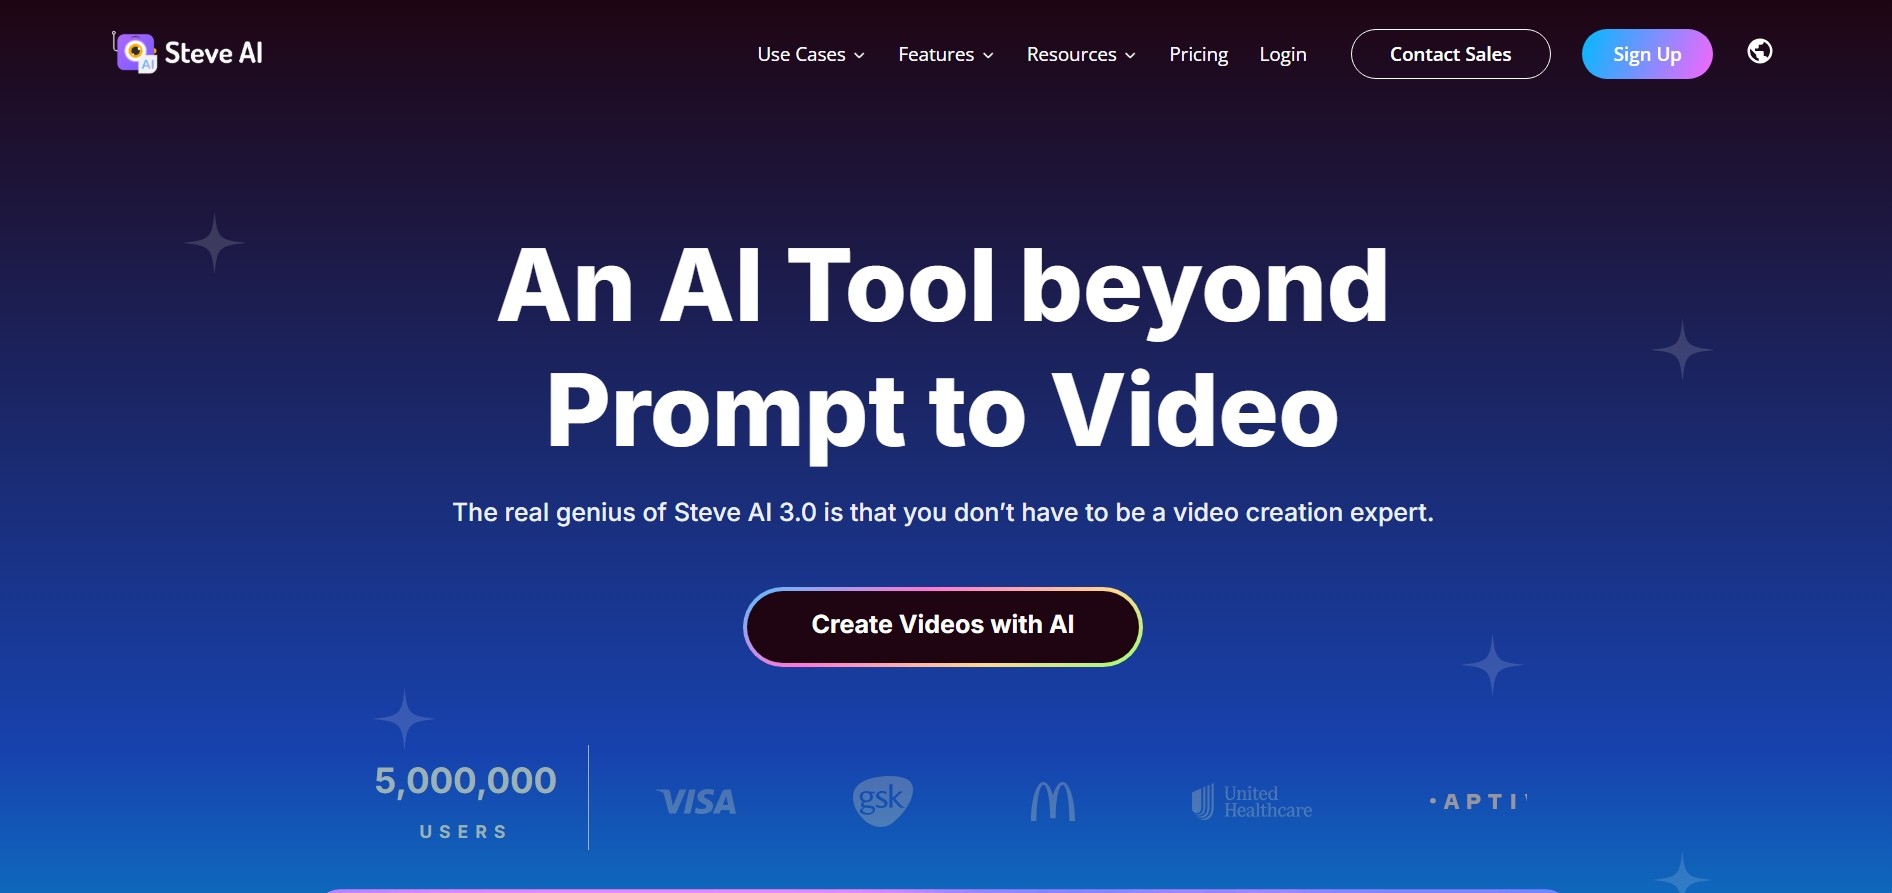 AI Steve AI
Use Cases Features Resources Pricing Login Contact Sales Sign Up
An AI Tool beyond
Prompt to Video
The real genius of Steve AI 3.0 is that you don’t have to be a video creation expert.
Create Videos with AI
5,000,000
USERS
VISA
gsk
United
Healthcare
• APTI